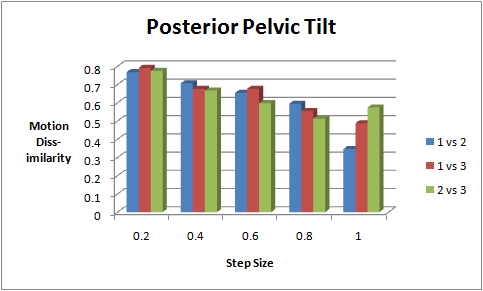 Posterior Pelvic Tilt
0.8
0.7
0.6
0.5
0.4
0.3
0.2
0.1
0
Motion
Diss-
imilarity
0.2 0.4 0.6 0.8 1
Step Size
1 vs 2
1 vs 3
2 vs 3